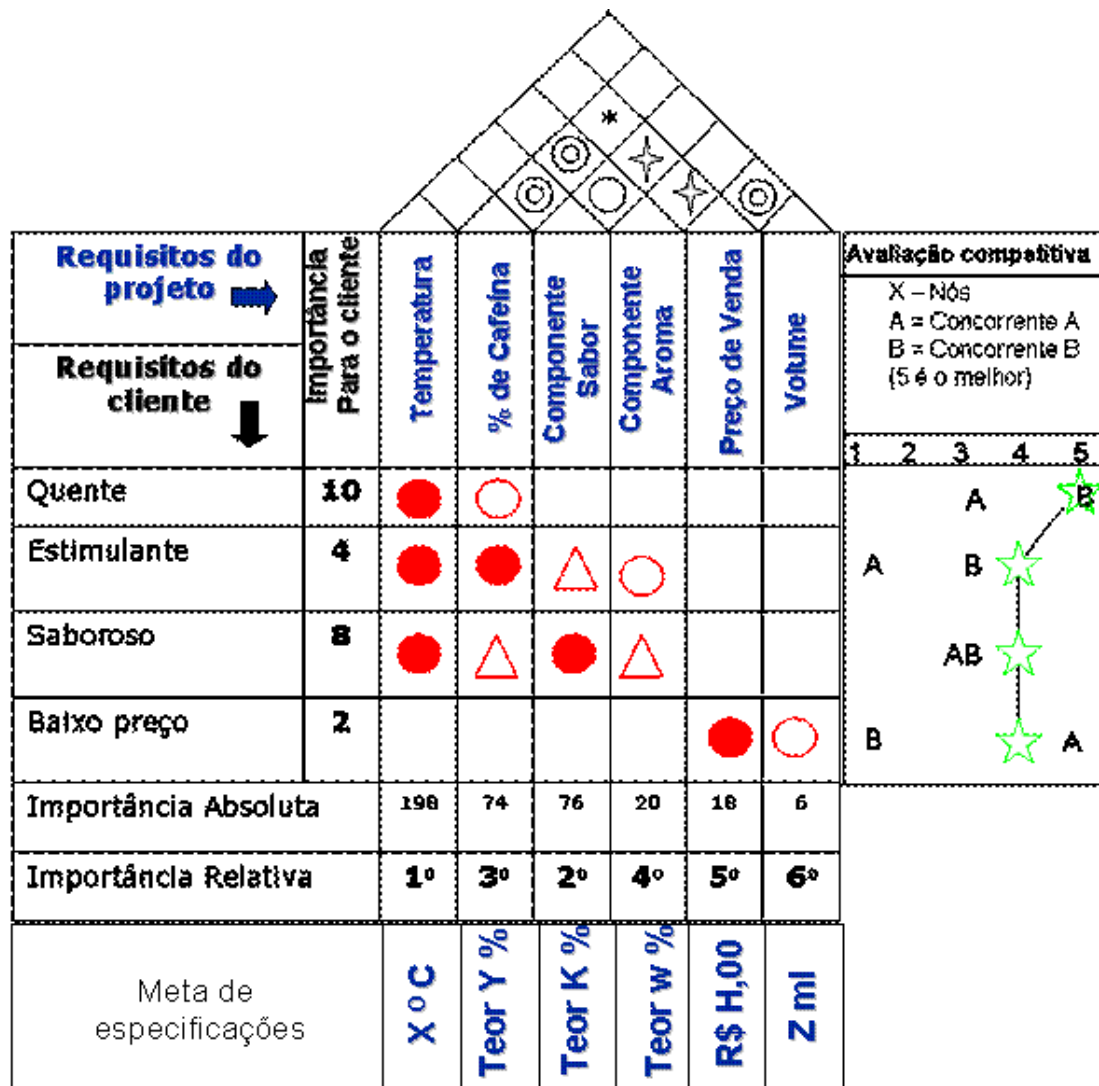 Requisitos do
projeto
Requisitos do
cliente
Importância
Para o cliente
Temperatura
% de Cafeína
Componente
Sabor
Componente
Aroma
Preço de Venda
Volume
Avaliação competitiva
X – Nós
A = Concorrente A
B = Concorrente B
(5 é o melhor)
1 2 3 4 5
Quente 10 A B
Estimulante 4 A B
Saboroso 8 AB
Baixo preço 2 B A
Importância Absoluta 198 74 76 20 18 6
Importância Relativa 1º 3º 2º 4º 5º 6º
Meta de
especificações
X º C
Teor Y %
Teor K %
Teor w %
R$ H,00
Z ml